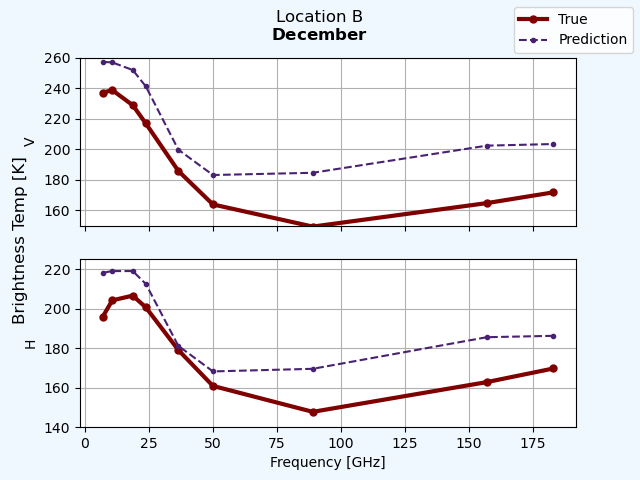 Location B
December
True
Prediction
Brightness Temp [K]
V
260
240
220
200
180
160
H
220
200
180
160
140
0
25
50
75
100
125
150
175
Frequency [GHz]